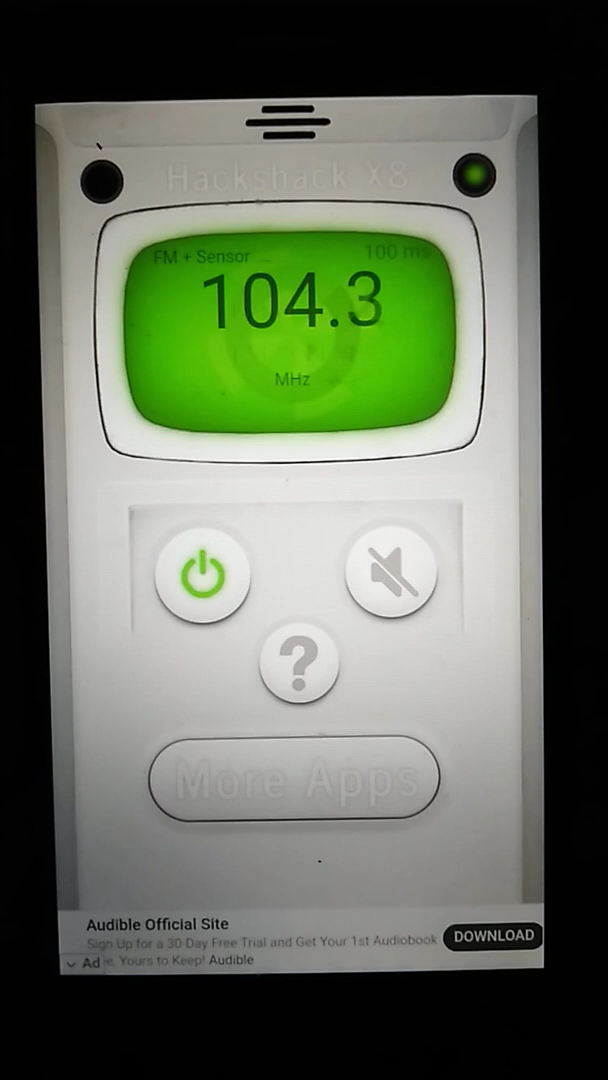 Hackshack X8
FM + Sensor
100 ms
104.3
MHz
?
More Apps
Audible Official Site
Sign Up for a 30-Day Free Trial and Get Your 1st Audiobook
e, Yours to Keep! Audible
Ad
DOWNLOAD